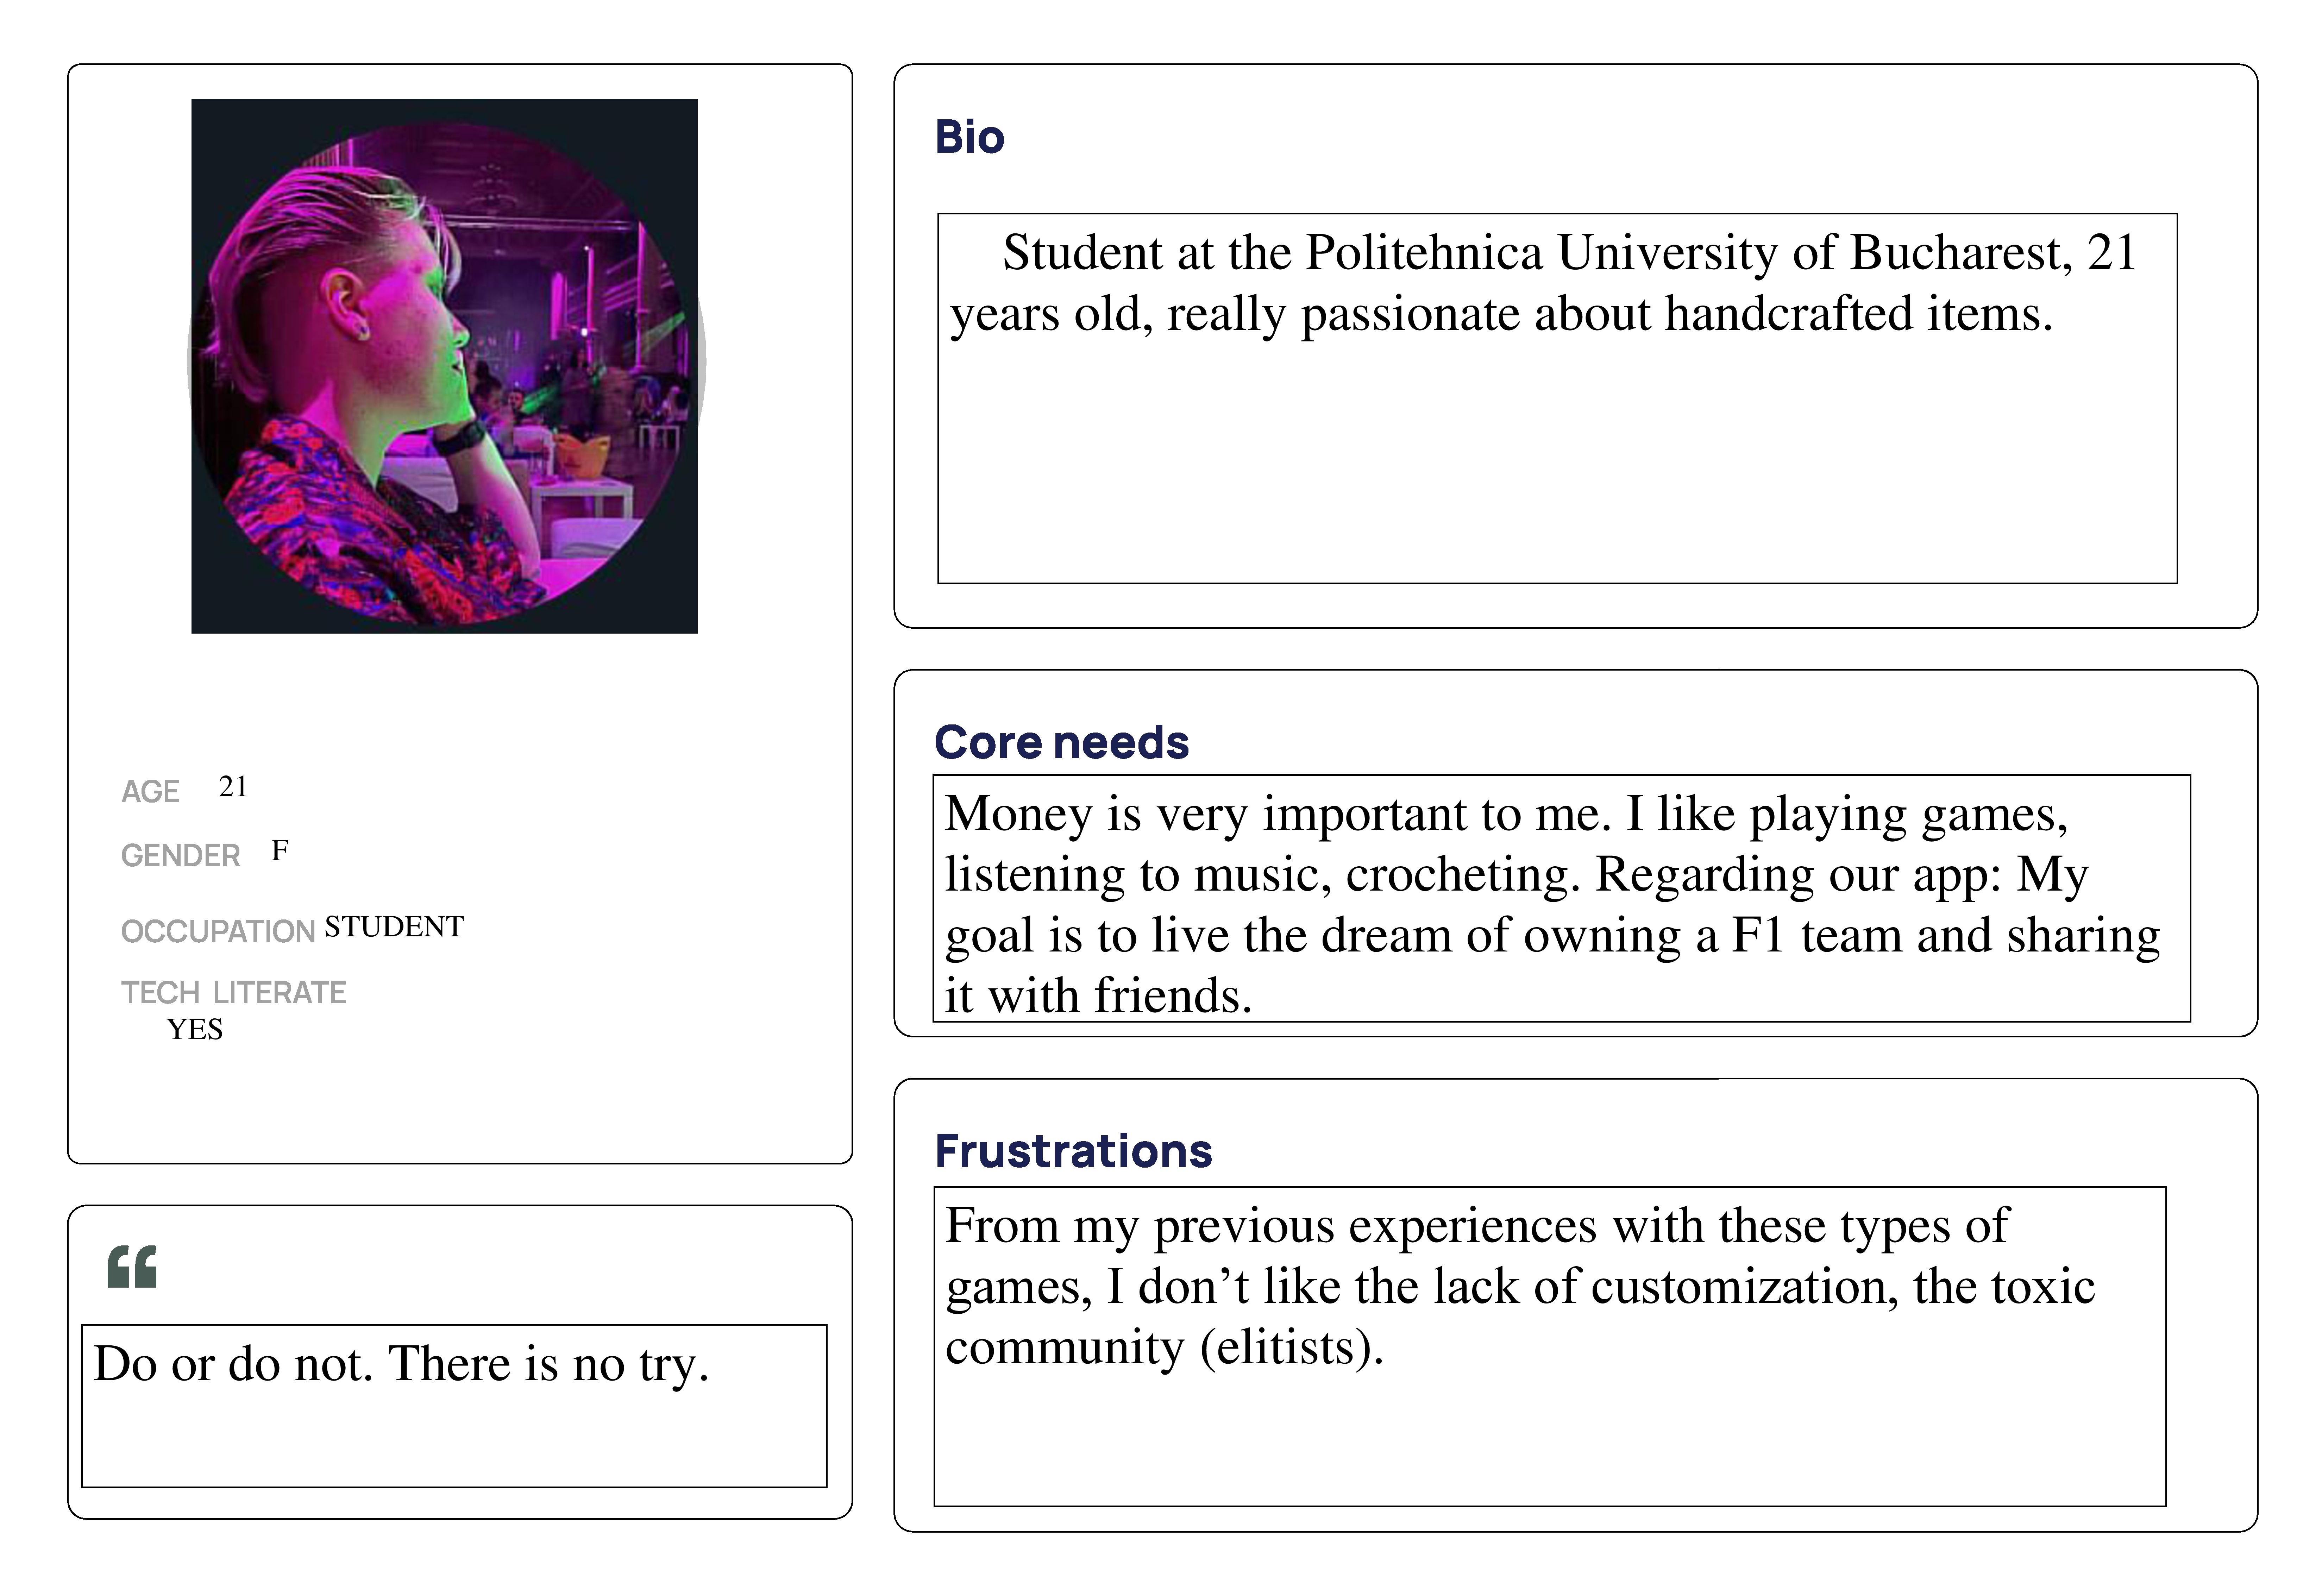 AGE 21
GENDER F
OCCUPATION STUDENT
TECH LITERATE
YES
“
Do or do not. There is no try.
Bio
Student at the Politehnica University of Bucharest, 21
years old, really passionate about handcrafted items.
Core needs
Money is very important to me. I like playing games,
listening to music, crocheting. Regarding our app: My
goal is to live the dream of owning a F1 team and sharing
it with friends.
Frustrations
From my previous experiences with these types of
games, I don’t like the lack of customization, the toxic
community (elitists).